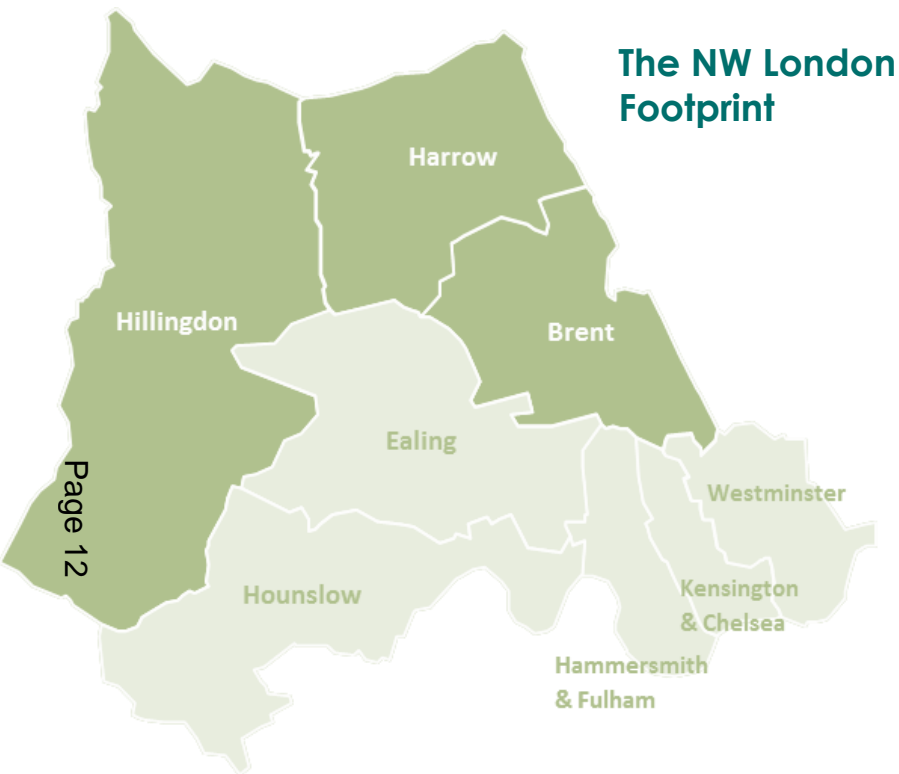 The NW London
Footprint
Harrow
Hillingdon
Brent
Ealing
Page 12
Westminster
Hounslow
Kensington
& Chelsea
Hammersmith
& Fulham